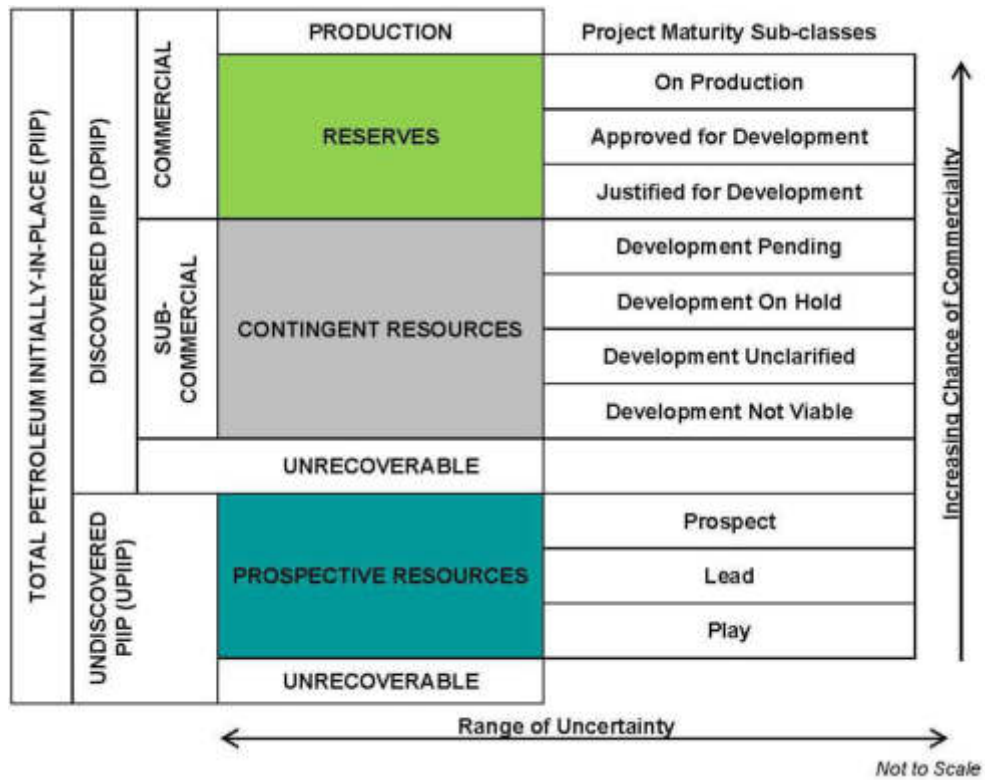 TOTAL PETROLEUM INITIALLY-IN-PLACE (PIIP)
DISCOVERED PIIP (DPIIP)
COMMERCIAL
PRODUCTION
Project Maturity Sub-classes
RESERVES
On Production
Approved for Development
Justified for Development
SUB-
COMMERCIAL
CONTINGENT RESOURCES
Development Pending
Development On Hold
Development Unclarified
Development Not Viable
UNRECOVERABLE
UNDISCOVERED
PIIP (UPIIP)
PROSPECTIVE RESOURCES
Prospect
Lead
Play
UNRECOVERABLE
Increasing Chance of Commerciality
Range of Uncertainty
Not to Scale